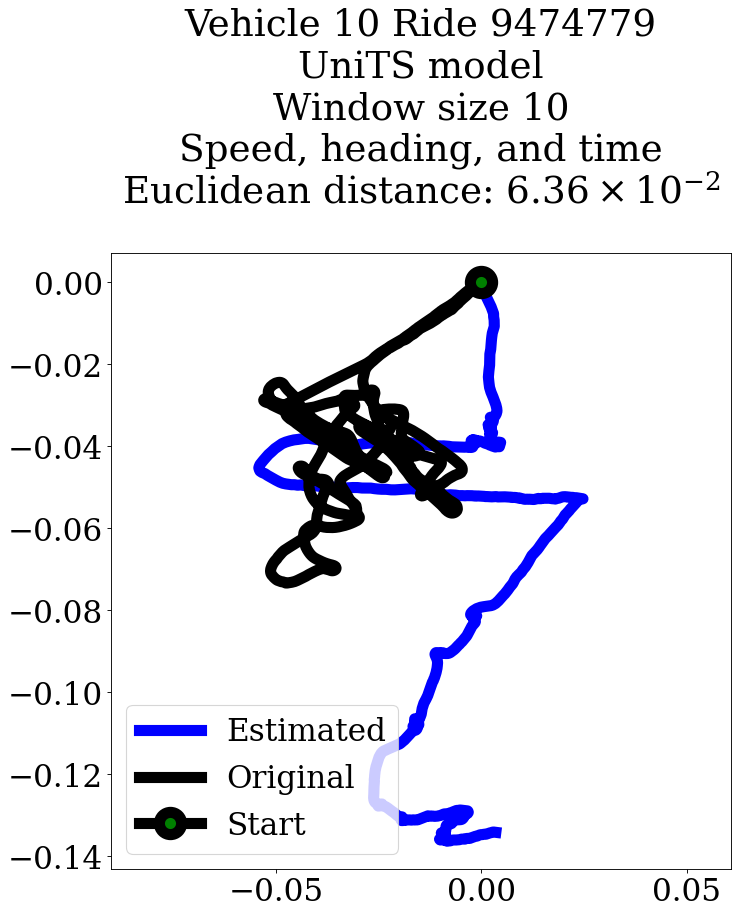 Vehicle 10 Ride 9474779
UniTS model
Window size 10
Speed, heading, and time
Euclidean distance: 6.36 × 10⁻²
0.00
−0.02
−0.04
−0.06
−0.08
−0.10
−0.12
−0.14
Estimated
Original
Start
−0.05
0.00
0.05